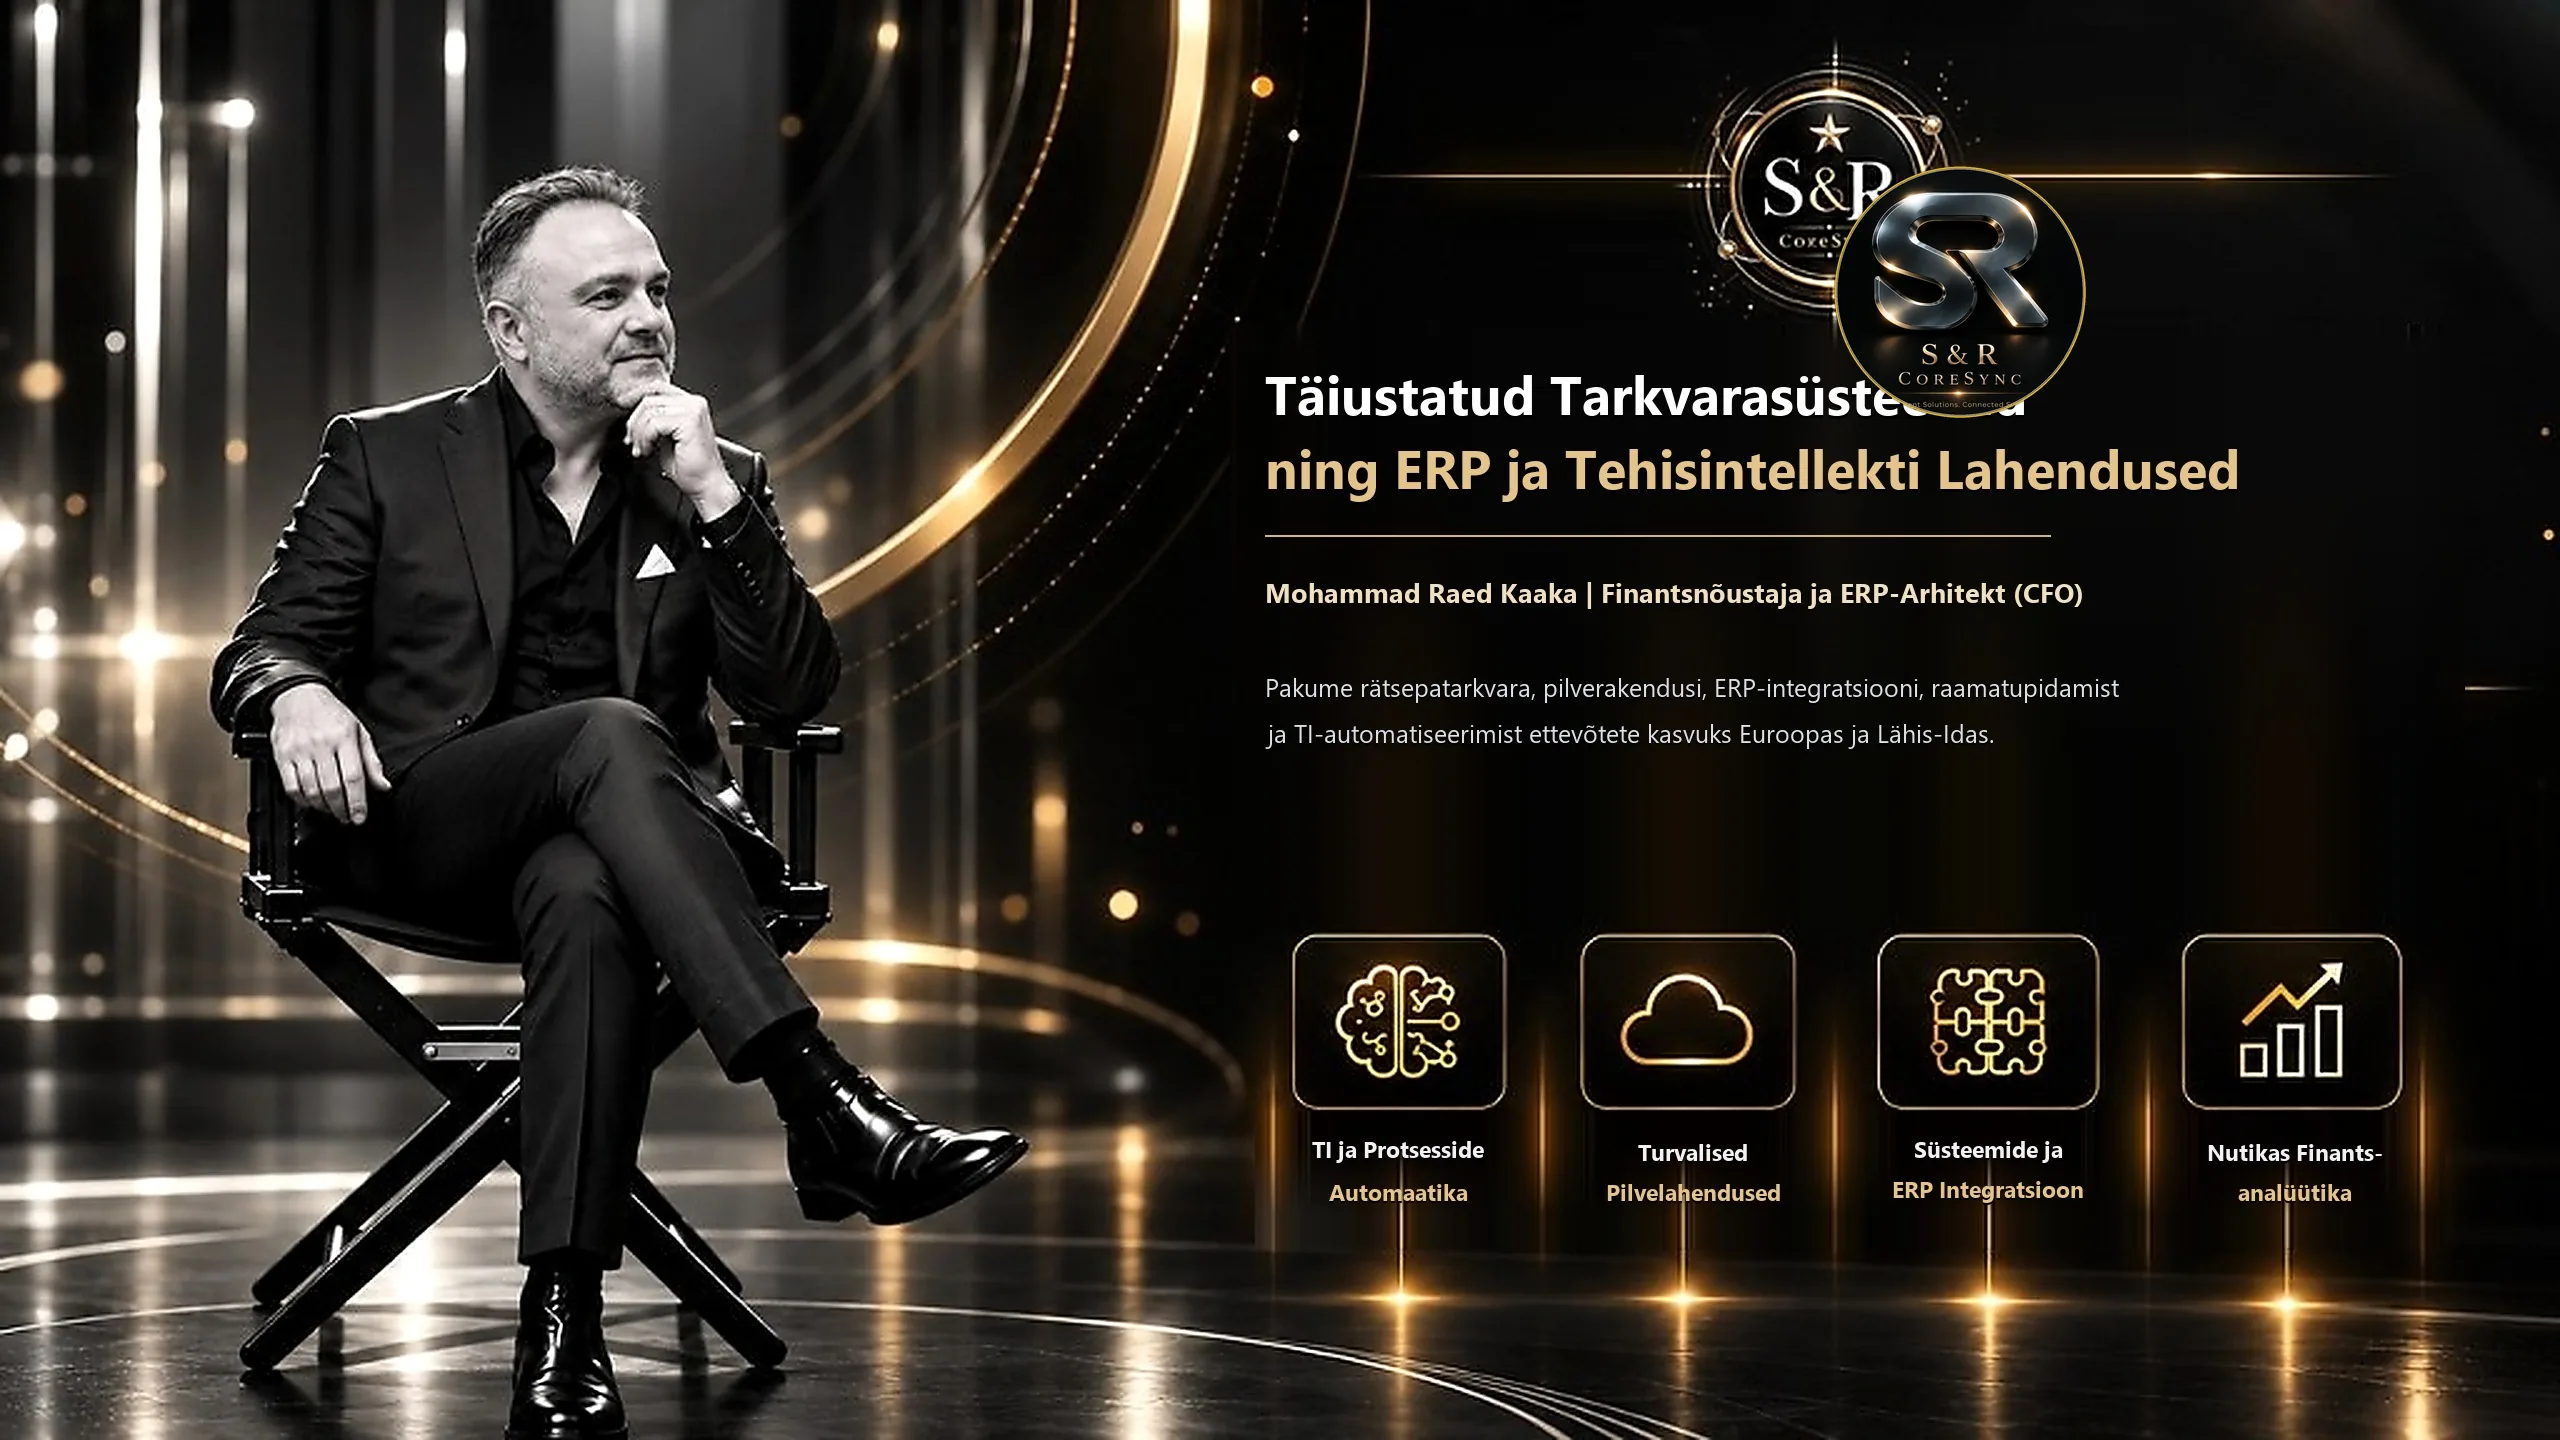 S&R
S&R
CORESYNC
Täiustatud
ning ERP ja Tehisintellekti Lahendused
Mohammad Raed Kaaka | Finantsnõustaja ja ERP-Arhitekt (CFO)
Pakume rätsepatarkvara, pilverakendusi, ERP-integratsiooni, raamatupidamist
ja TI-automatiseerimist ettevõtete kasvuks Euroopas ja Lähis-Idas.
TI ja Protsesside
Automaatika
Turvalised
Pilvelahendused
Süsteemide ja
ERP Integratsioon
Nutikas Finants-
analüütika